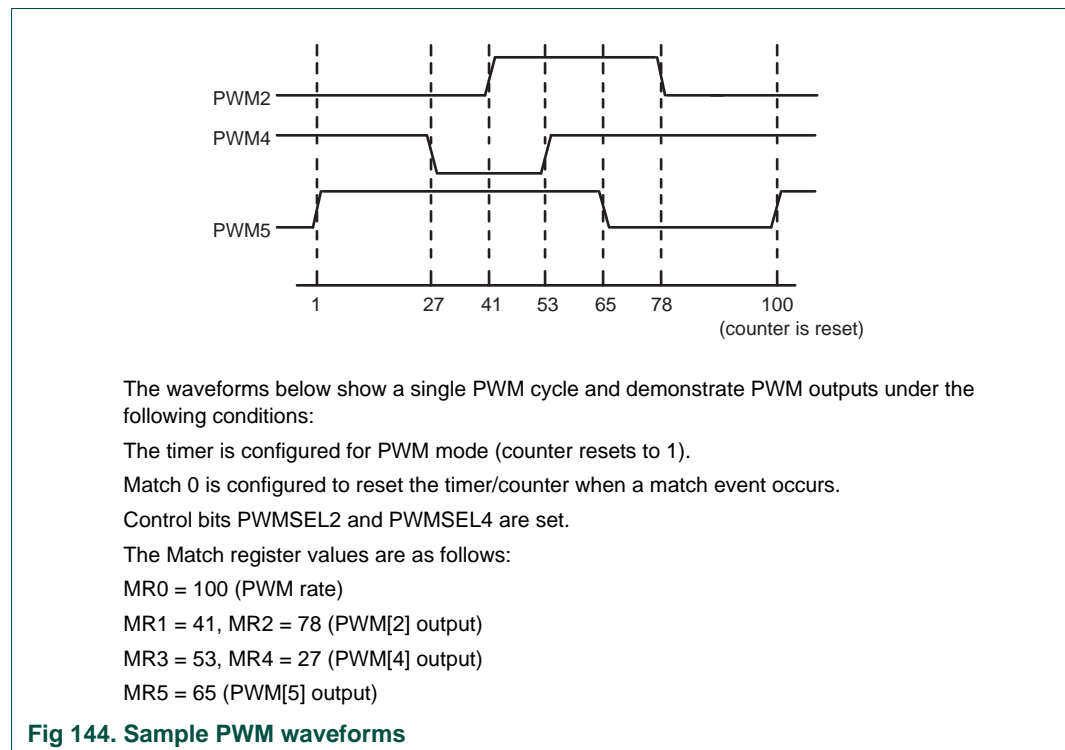 PWM2
PWM4
PWM5
1 27 41 53 65 78 100
(counter is reset)
The waveforms below show a single PWM cycle and demonstrate PWM outputs under the
following conditions:
The timer is configured for PWM mode (counter resets to 1).
Match 0 is configured to reset the timer/counter when a match event occurs.
Control bits PWMSEL2 and PWMSEL4 are set.
The Match register values are as follows:
MR0 = 100 (PWM rate)
MR1 = 41, MR2 = 78 (PWM[2] output)
MR3 = 53, MR4 = 27 (PWM[4] output)
MR5 = 65 (PWM[5] output)
Fig 144. Sample PWM waveforms